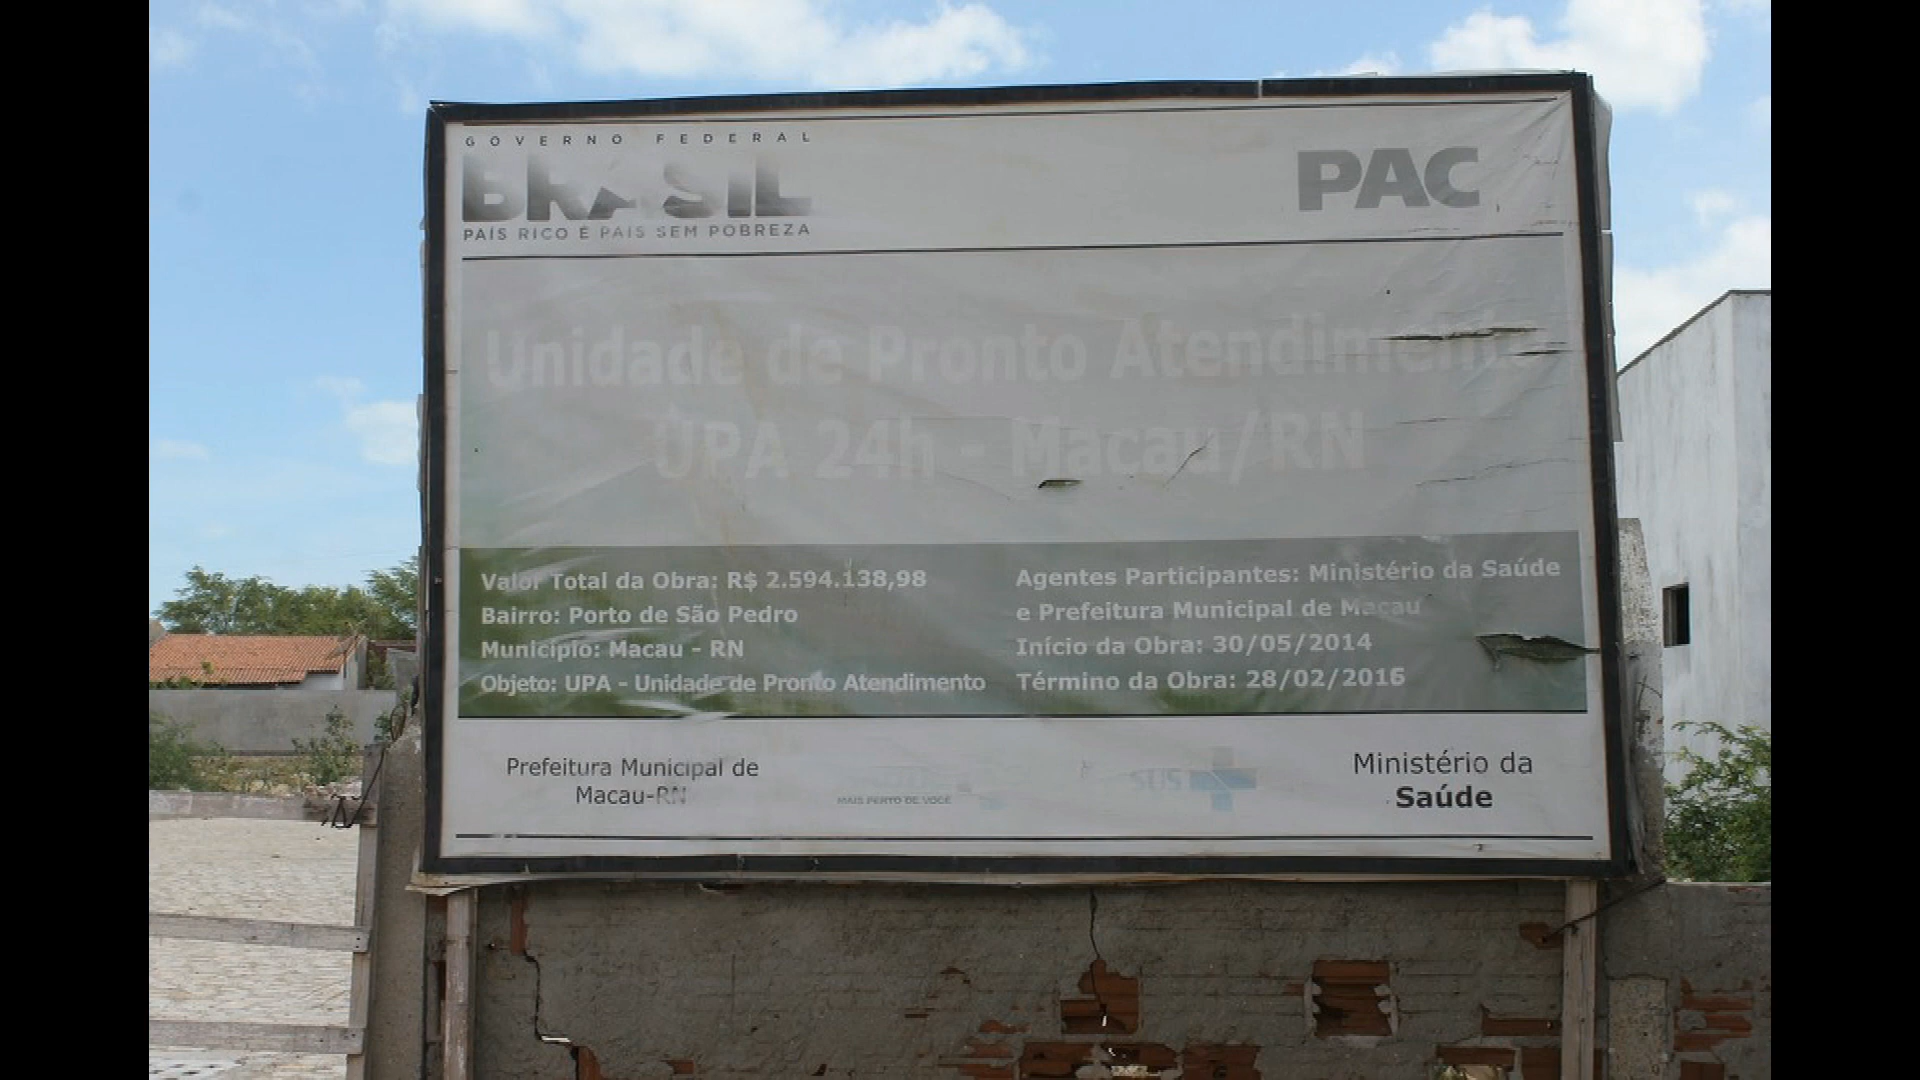 GOVERNO FEDERAL
BRASIL
PAÍS RICO É PAÍS SEM POBREZA
PAC
Unidade de Pronto Atendimento
UPA 24h - Macau/RN
Valor Total da Obra: R$ 2.594.138,98
Bairro: Porto de São Pedro
Município: Macau - RN
Objeto: UPA - Unidade de Pronto Atendimento
Agentes Participantes: Ministério da Saúde
e Prefeitura Municipal de Macau
Início da Obra: 30/05/2014
Término da Obra: 28/02/2016
Prefeitura Municipal de
Macau-RN
MAIS PERTO DE VOCÊ
SUS
Ministério da
Saúde